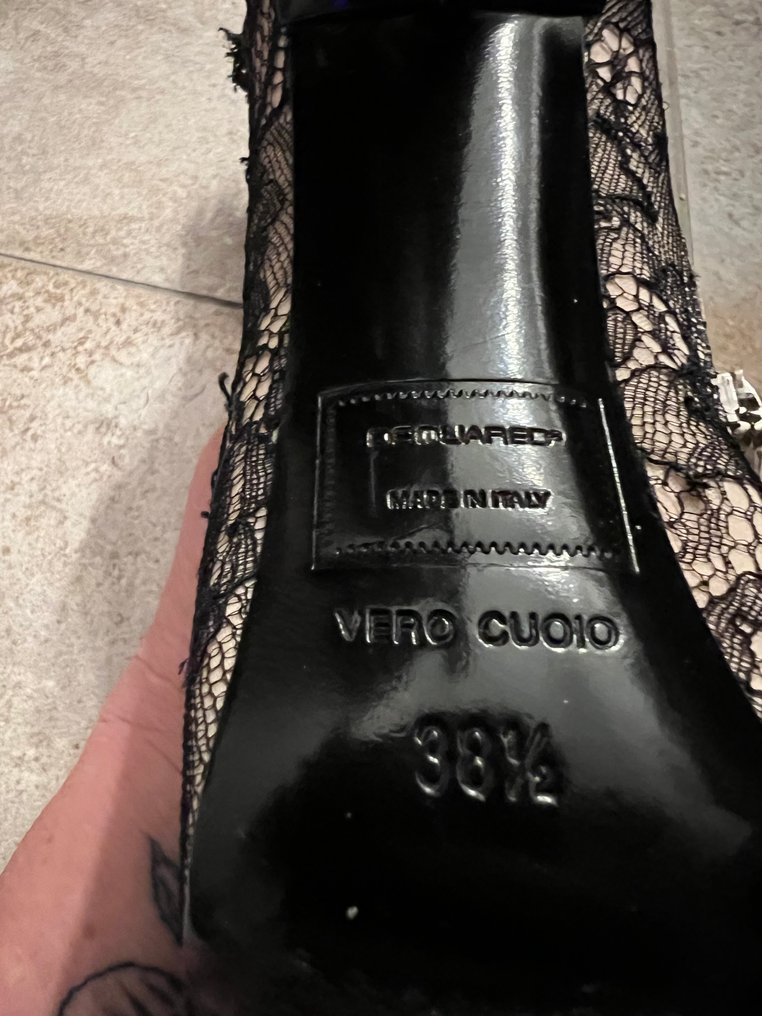 DSQUARED2
MADE IN ITALY
VERO CUOIO
38½